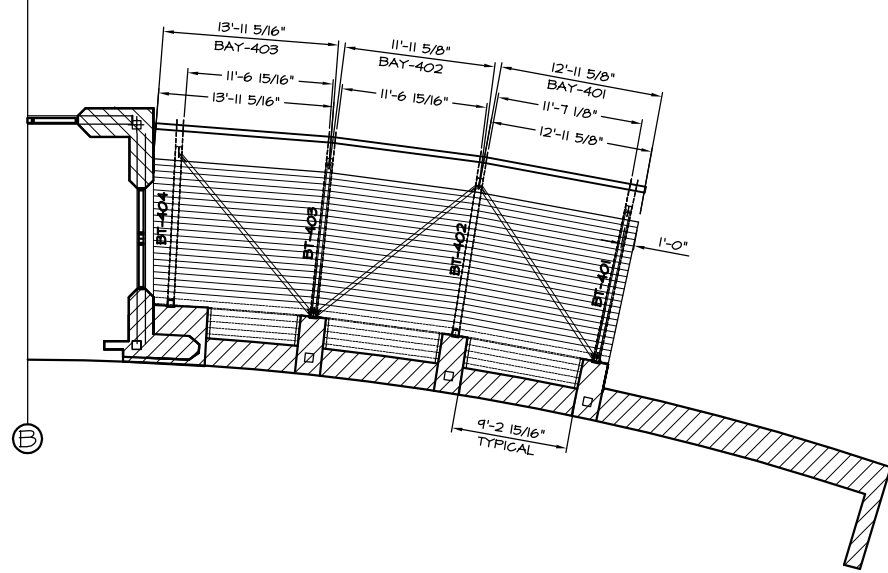 13'-11 5/16"
BAY-403
11'-11 5/8"
BAY-402
12'-11 5/8"
BAY-401
11'-6 15/16"
13'-11 5/16"
11'-6 15/16"
11'-7 1/8"
12'-11 5/8"
BT-404
BT-403
BT-402
BT-401
1'-0"
9'-2 15/16"
TYPICAL
B